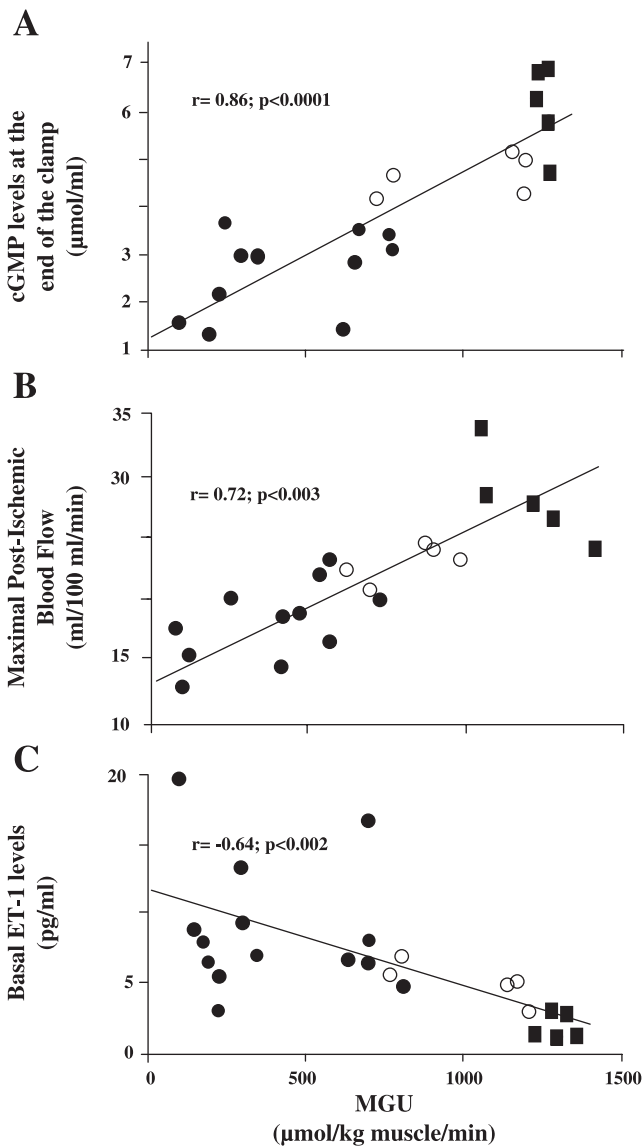 A
cGMP levels at the
end of the clamp
(µmol/ml)
7
6
3
2
1
r= 0.86; p<0.0001
B
Maximal Post-Ischemic
Blood Flow
(ml/100 ml/min)
35
30
15
10
r= 0.72; p<0.003
C
Basal ET-1 levels
(pg/ml)
20
5
0
r= -0.64; p<0.002
0 500 1000 1500
MGU
(µmol/kg muscle/min)